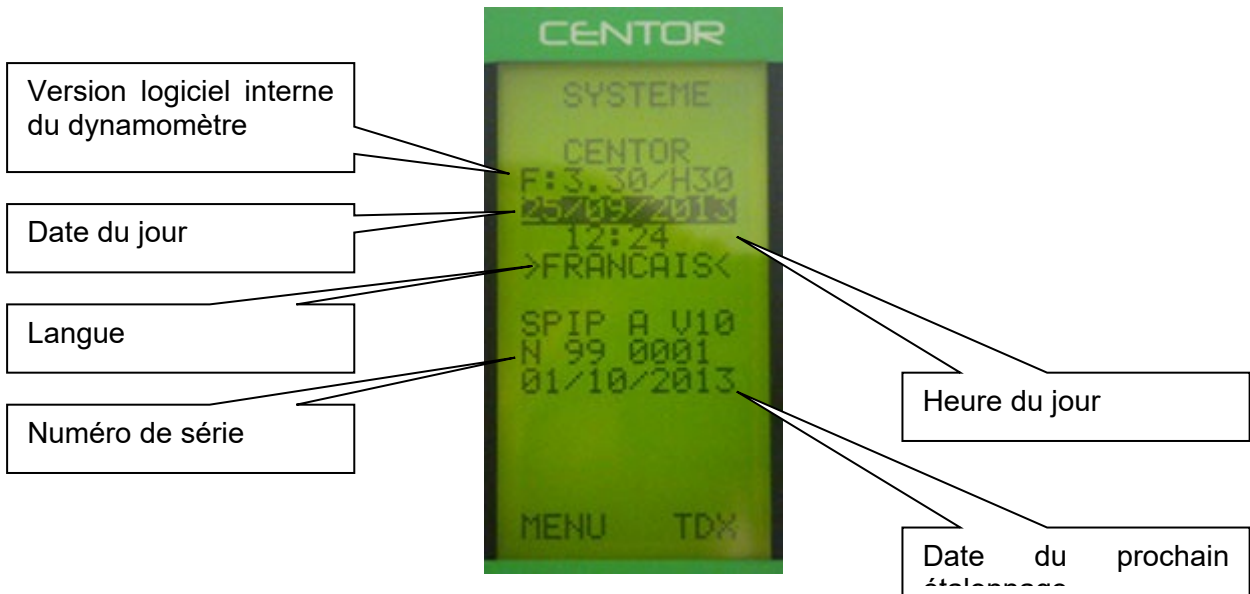 CENTOR
Version logiciel interne
du dynamomètre
Date du jour
Langue
Numéro de série
SYSTEME
CENTOR
F:3.30/H30
25/09/2013
12:24
>FRANCAIS<
SPIP A V10
N 99 0001
01/10/2013
MENU TDX
Heure du jour
Date du prochain
étalonnage